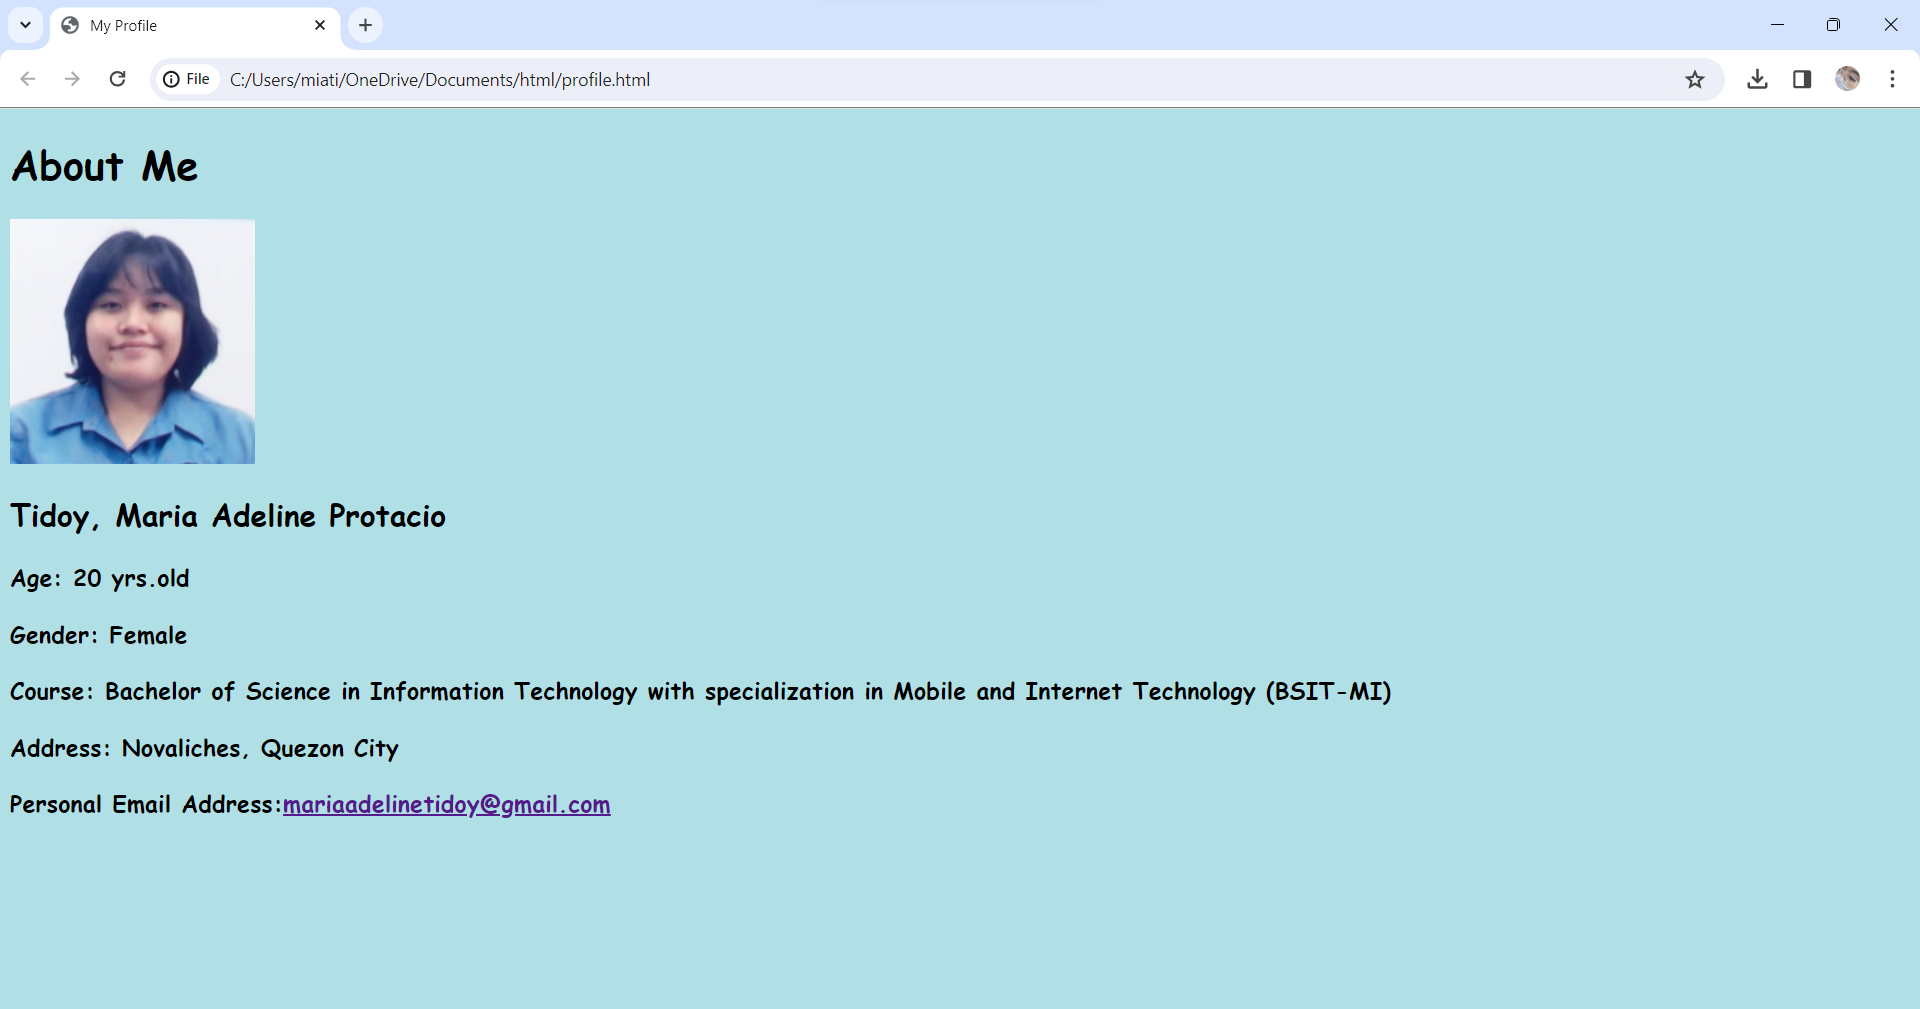 My Profile
File C:/Users/miati/OneDrive/Documents/html/profile.html
About Me
Tidoy, Maria Adeline Protacio
Age: 20 yrs.old
Gender: Female
Course: Bachelor of Science in Information Technology with specialization in Mobile and Internet Technology (BSIT-MI)
Address: Novaliches, Quezon City
Personal Email Address:mariaadelinetidoy@gmail.com